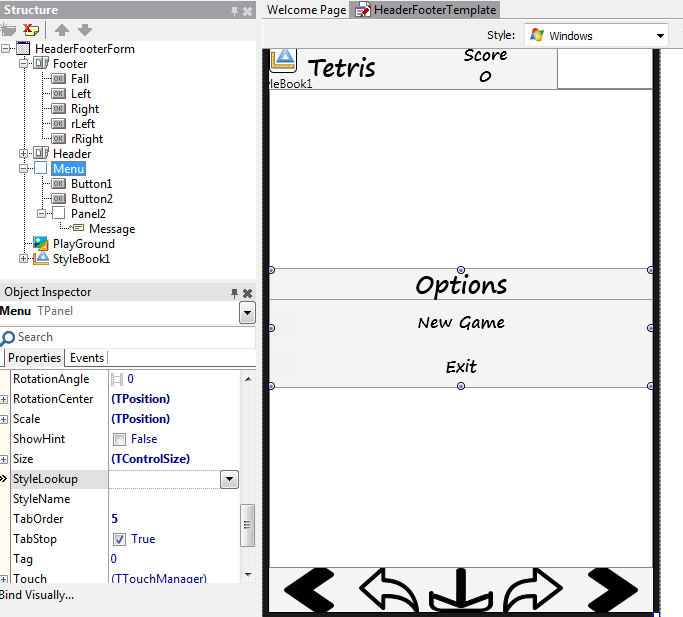 Structure
HeaderFooterForm
Footer
Fall
Left
Right
rLeft
rRight
Header
Menu
Button1
Button2
Panel2
Message
PlayGround
StyleBook1
Object Inspector
Menu TPanel
Search
Properties Events
RotationAngle 0
RotationCenter (TPosition)
Scale (TPosition)
ShowHint False
Size (TControlSize)
StyleLookup
StyleName
TabOrder 5
TabStop True
Tag 0
Touch (TTouchManager)
Bind Visually...
Welcome Page HeaderFooterTemplate
Style: Windows
Tetris
Score
0
yleBook1
Options
New Game
Exit